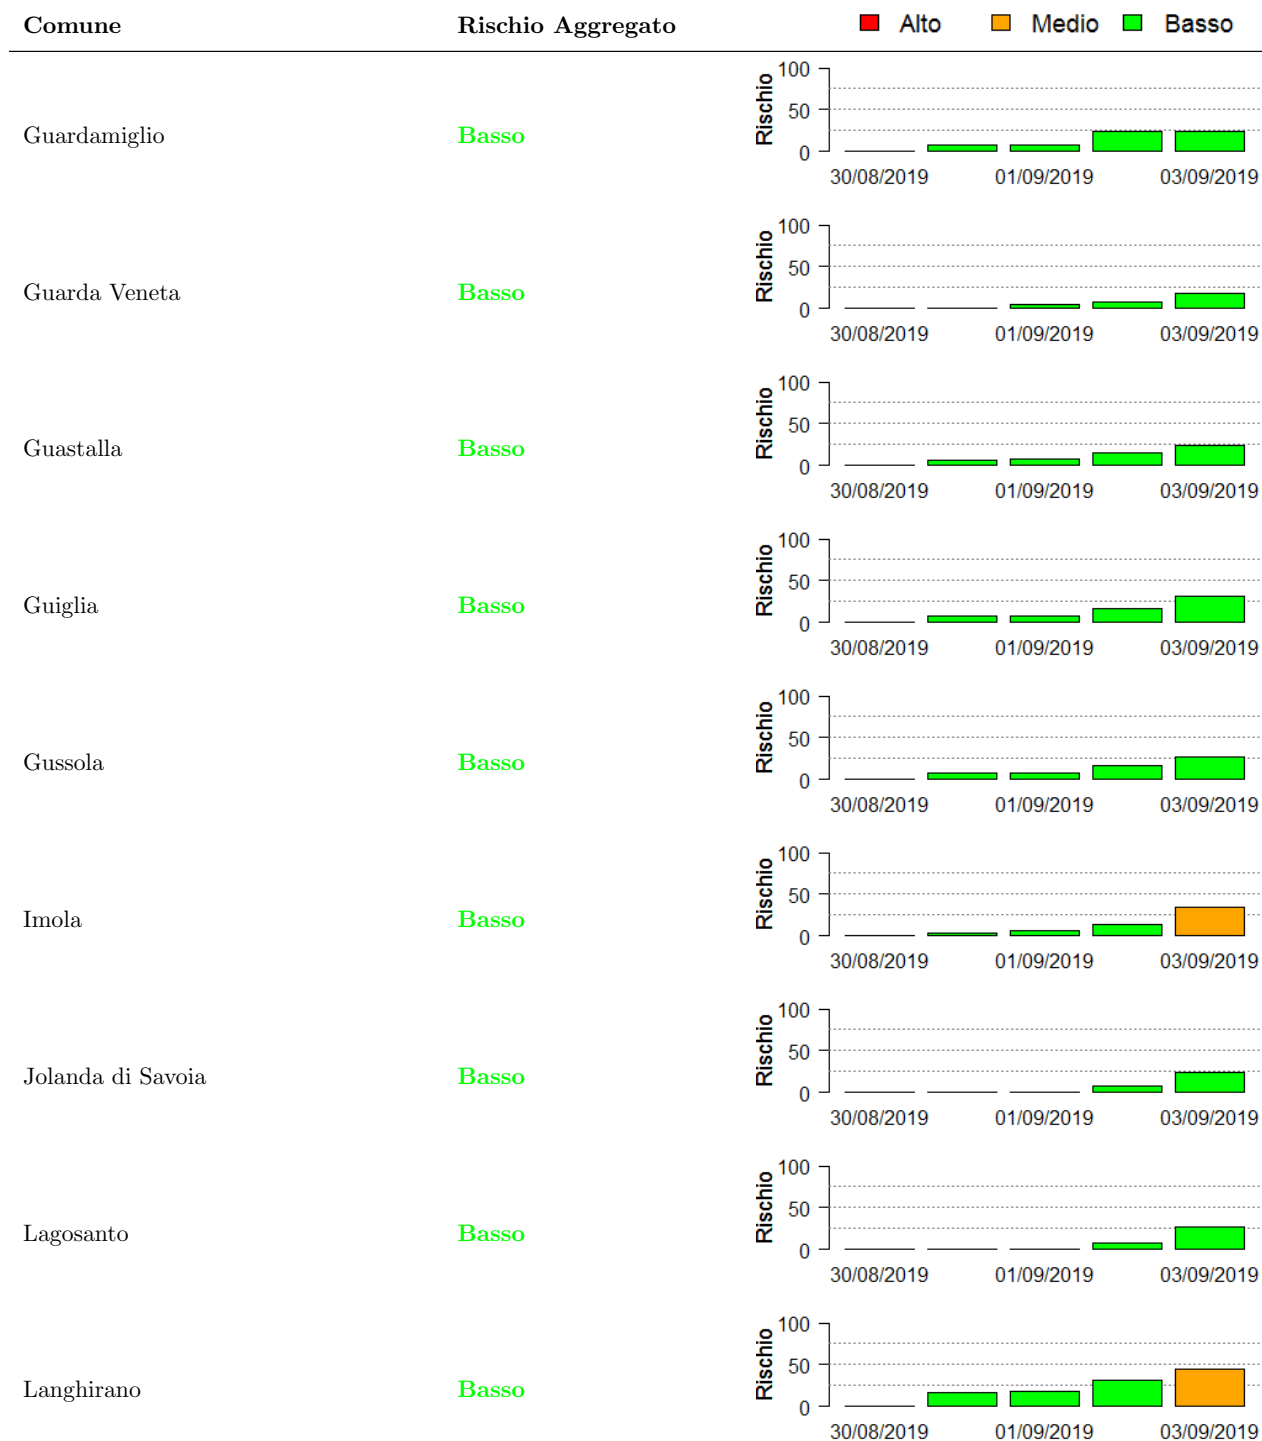 Comune Rischio Aggregato Alto Medio Basso
100
50
0
Rischio
Guardamiglio Basso
30/08/2019 01/09/2019 03/09/2019
100
50
0
Rischio
Guarda Veneta Basso
30/08/2019 01/09/2019 03/09/2019
100
50
0
Rischio
Guastalla Basso
30/08/2019 01/09/2019 03/09/2019
100
50
0
Rischio
Guiglia Basso
30/08/2019 01/09/2019 03/09/2019
100
50
0
Rischio
Gussola Basso
30/08/2019 01/09/2019 03/09/2019
100
50
0
Rischio
Imola Basso
30/08/2019 01/09/2019 03/09/2019
100
50
0
Rischio
Jolanda di Savoia Basso
30/08/2019 01/09/2019 03/09/2019
100
50
0
Rischio
Lagosanto Basso
30/08/2019 01/09/2019 03/09/2019
100
50
0
Rischio
Langhirano Basso
30/08/2019 01/09/2019 03/09/2019